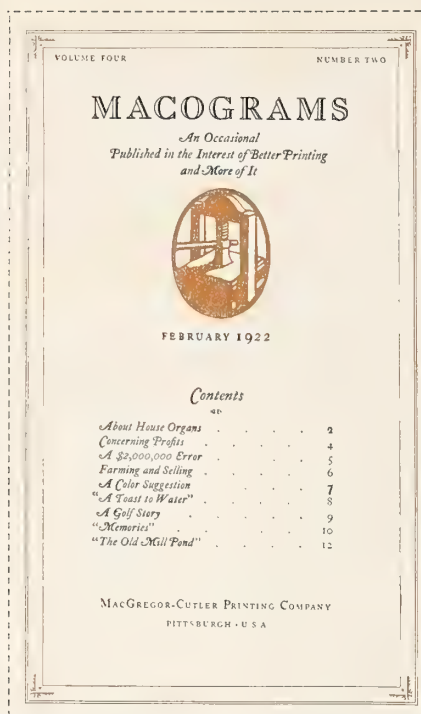 VOLUME FOUR NUMBER TWO
MACOGRAMS
An Occasional
Published in the Interest of Better Printing
and More of It
FEBRUARY 1922
Contents
About House Organs . . . . 2
Concerning Profits . . . . . 4
A $2,000,000 Error . . . . 5
Farming and Selling . . . . . 6
A Color Suggestion . . . . 7
"A Toast to Water" . . . . . 8
A Golf Story . . . . . 9
"Memories" . . . . . 10
"The Old Mill Pond" . . . . 12
MACGREGOR-CUTLER PRINTING COMPANY
PITTSBURGH · USA